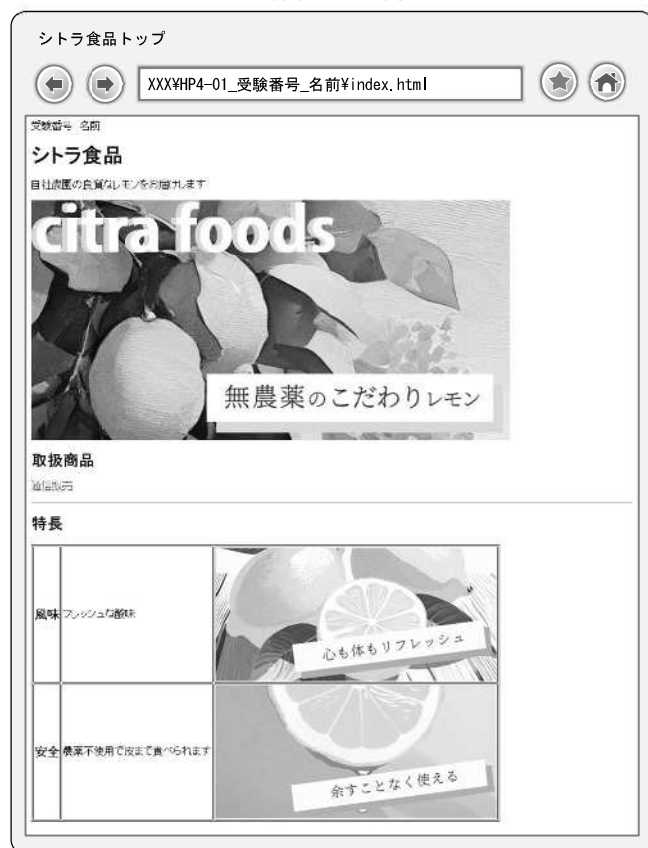 シトラ食品トップ
XXX¥HP4-01_受験番号_名前¥index.html
受験番号 名前
シトラ食品
自社農園の良質なレモンをお届けします
citra foods
無農薬のこだわりレモン
取扱商品
通信販売
特長
風味 フレッシュな酸味
心も体もリフレッシュ
安全 農薬不使用で皮まで食べられます
余すことなく使える